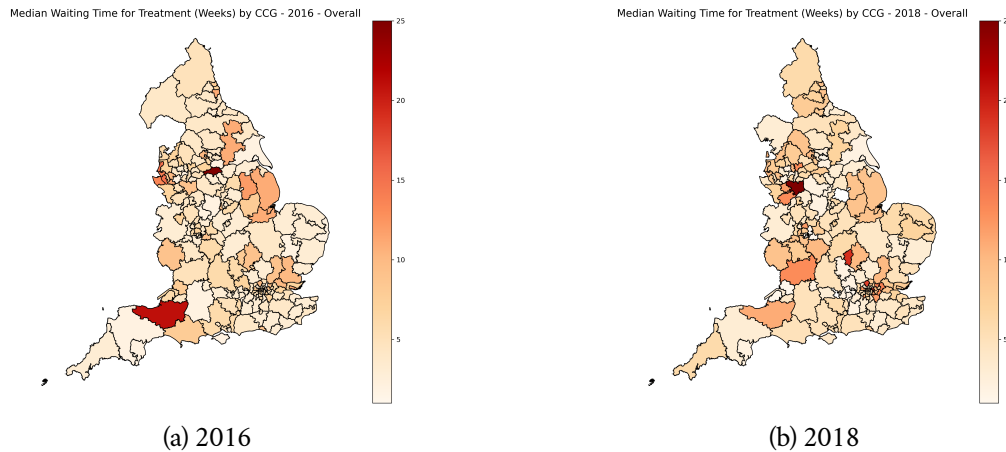 Median Waiting Time for Treatment (Weeks) by CCG - 2016 - Overall
25
20
15
10
5
(a) 2016
Median Waiting Time for Treatment (Weeks) by CCG - 2018 - Overall
(b) 2018